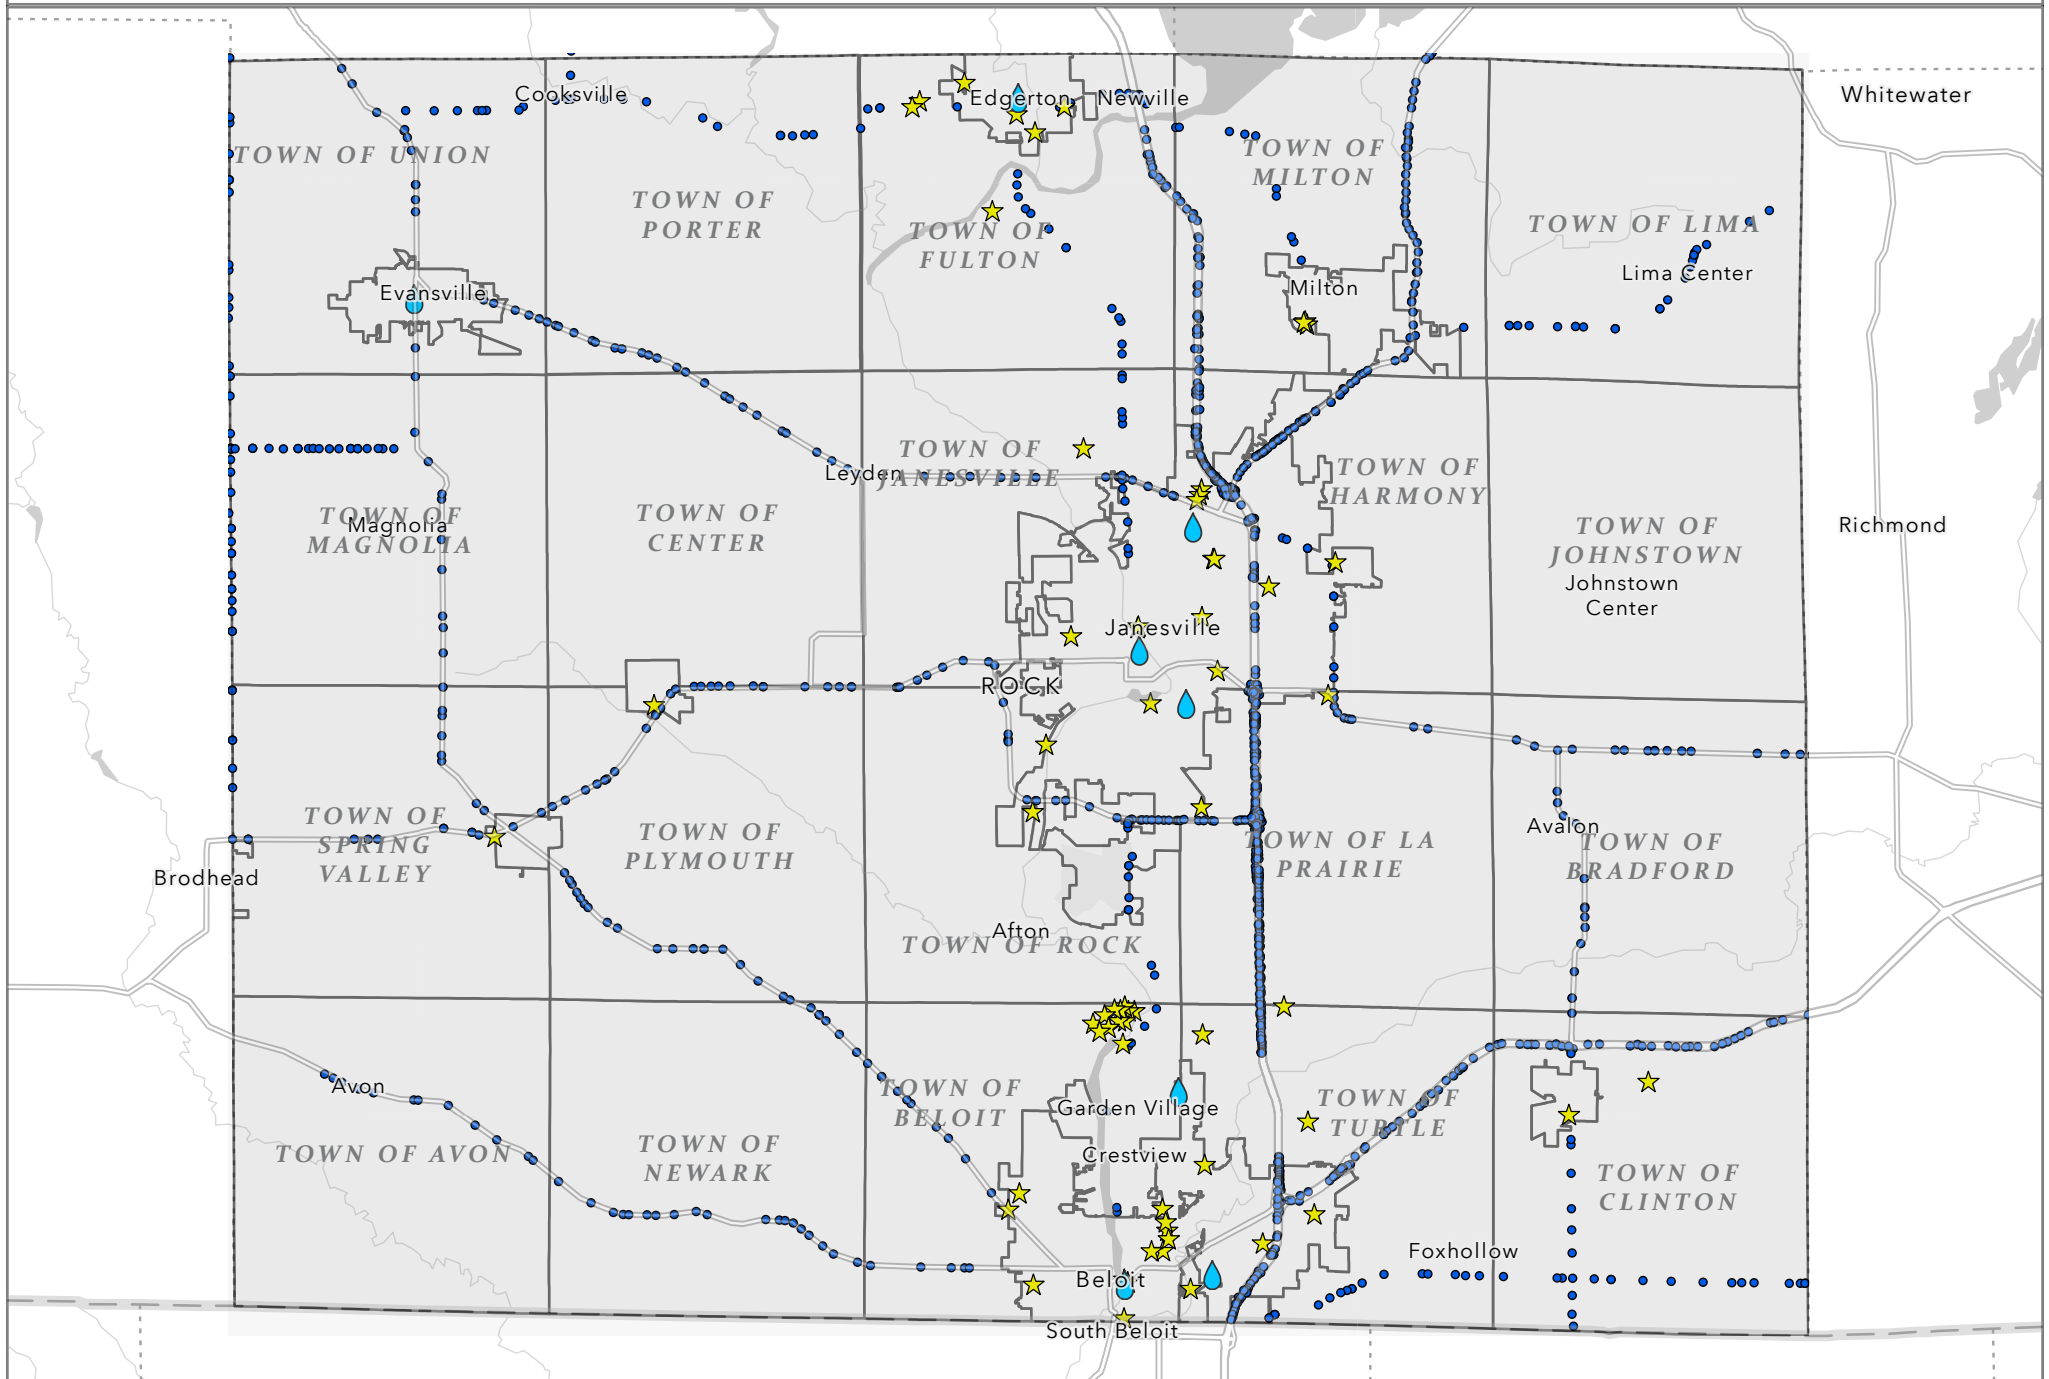 Cooksville
Edgerton
Newville
Whitewater
TOWN OF UNION
TOWN OF
MILTON
TOWN OF
PORTER
TOWN OF
FULTON
TOWN OF LIMA
Lima Center
Evansville
Milton
TOWN OF
JANESVILLE
Leyden
TOWN OF
HARMONY
TOWN OF
MAGNOLIA
Magnolia
TOWN OF
CENTER
TOWN OF
JOHNSTOWN
Richmond
Johnstown
Center
Janesville
ROCK
TOWN OF
SPRING
VALLEY
TOWN OF
PLYMOUTH
TOWN OF LA
PRAIRIE
Avalon
TOWN OF
BRADFORD
Brodhead
Afton
TOWN OF ROCK
Avon
TOWN OF
BELOIT
Garden Village
TOWN OF
TURTLE
TOWN OF AVON
TOWN OF
NEWARK
Crestview
TOWN OF
CLINTON
Foxhollow
Beloit
South Beloit